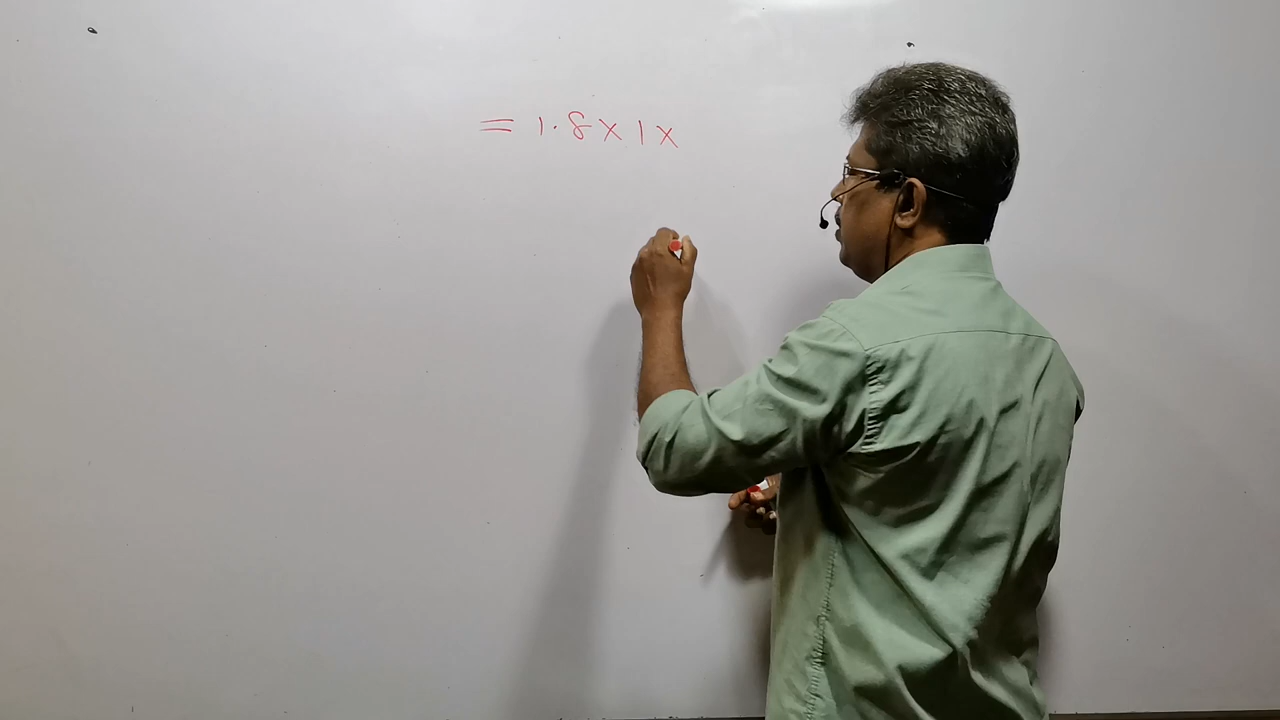 = 1.8 × 1 ×